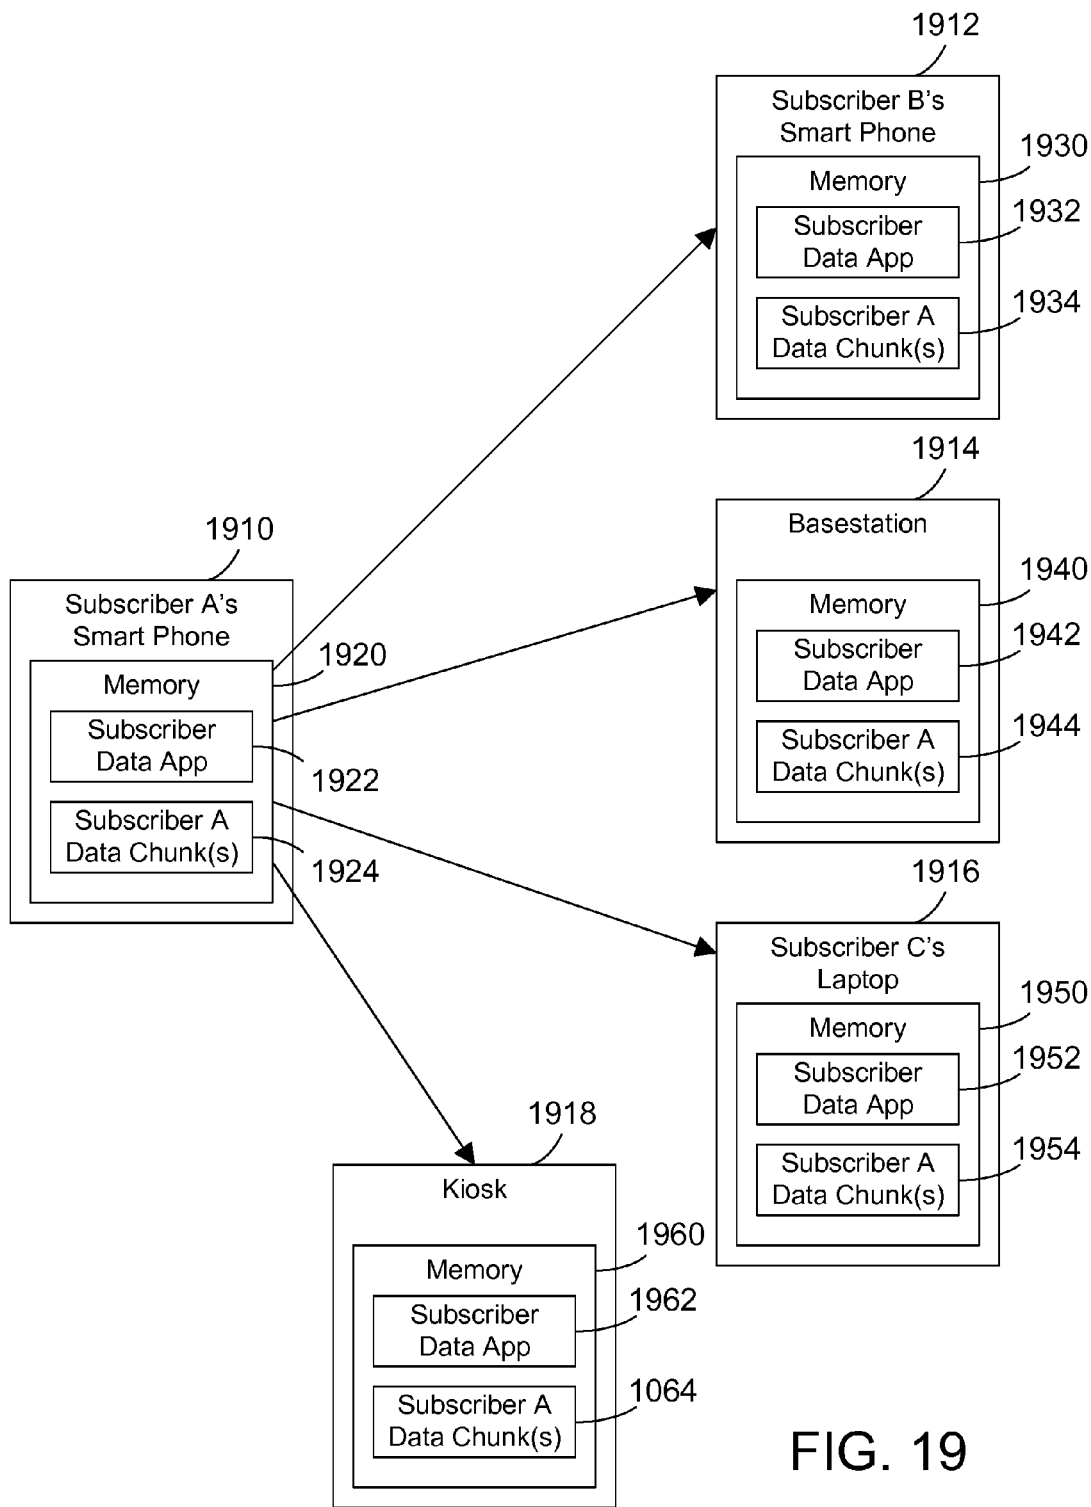 1912
Subscriber B's
Smart Phone
1930
Memory
1932
Subscriber
Data App
1934
Subscriber A
Data Chunk(s)
1914
Basestation
1940
Memory
1942
Subscriber
Data App
1944
Subscriber A
Data Chunk(s)
1910
Subscriber A's
Smart Phone
1920
Memory
Subscriber
Data App
1922
Subscriber A
Data Chunk(s)
1924
1916
Subscriber C's
Laptop
1950
Memory
1952
Subscriber
Data App
1954
Subscriber A
Data Chunk(s)
1918
Kiosk
1960
Memory
1962
Subscriber
Data App
1064
Subscriber A
Data Chunk(s)
FIG. 19